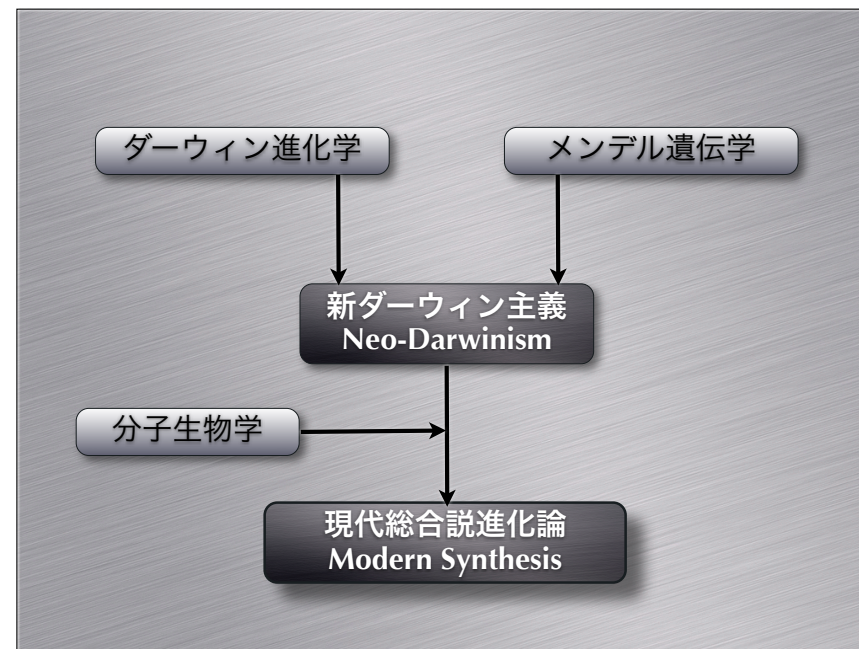 ダーウィン進化学
メンデル遺伝学
新ダーウィン主義
Neo-Darwinism
分子生物学
現代総合説進化論
Modern Synthesis